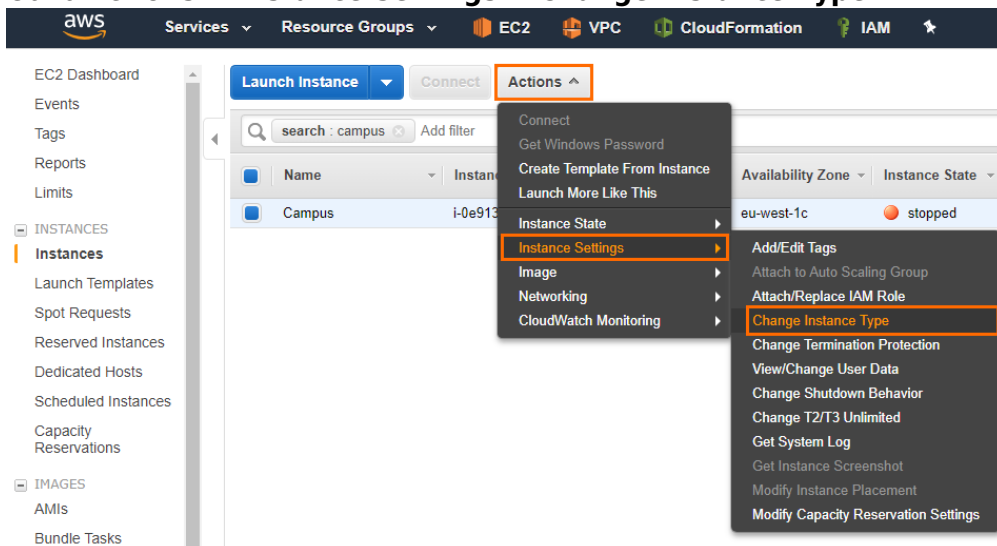 aws Services Resource Groups EC2 VPC CloudFormation IAM
EC2 Dashboard
Events
Tags
Reports
Limits
INSTANCES
Instances
Launch Templates
Spot Requests
Reserved Instances
Dedicated Hosts
Scheduled Instances
Capacity
Reservations
IMAGES
AMIs
Bundle Tasks
Launch Instance Connect Actions
search : campus Add filter
Name Instan Availability Zone Instance State
Campus i-0e913 eu-west-1c stopped
Connect
Get Windows Password
Create Template From Instance
Launch More Like This
Instance State
Instance Settings
Image
Networking
CloudWatch Monitoring
Add/Edit Tags
Attach to Auto Scaling Group
Attach/Replace IAM Role
Change Instance Type
Change Termination Protection
View/Change User Data
Change Shutdown Behavior
Change T2/T3 Unlimited
Get System Log
Get Instance Screenshot
Modify Instance Placement
Modify Capacity Reservation Settings